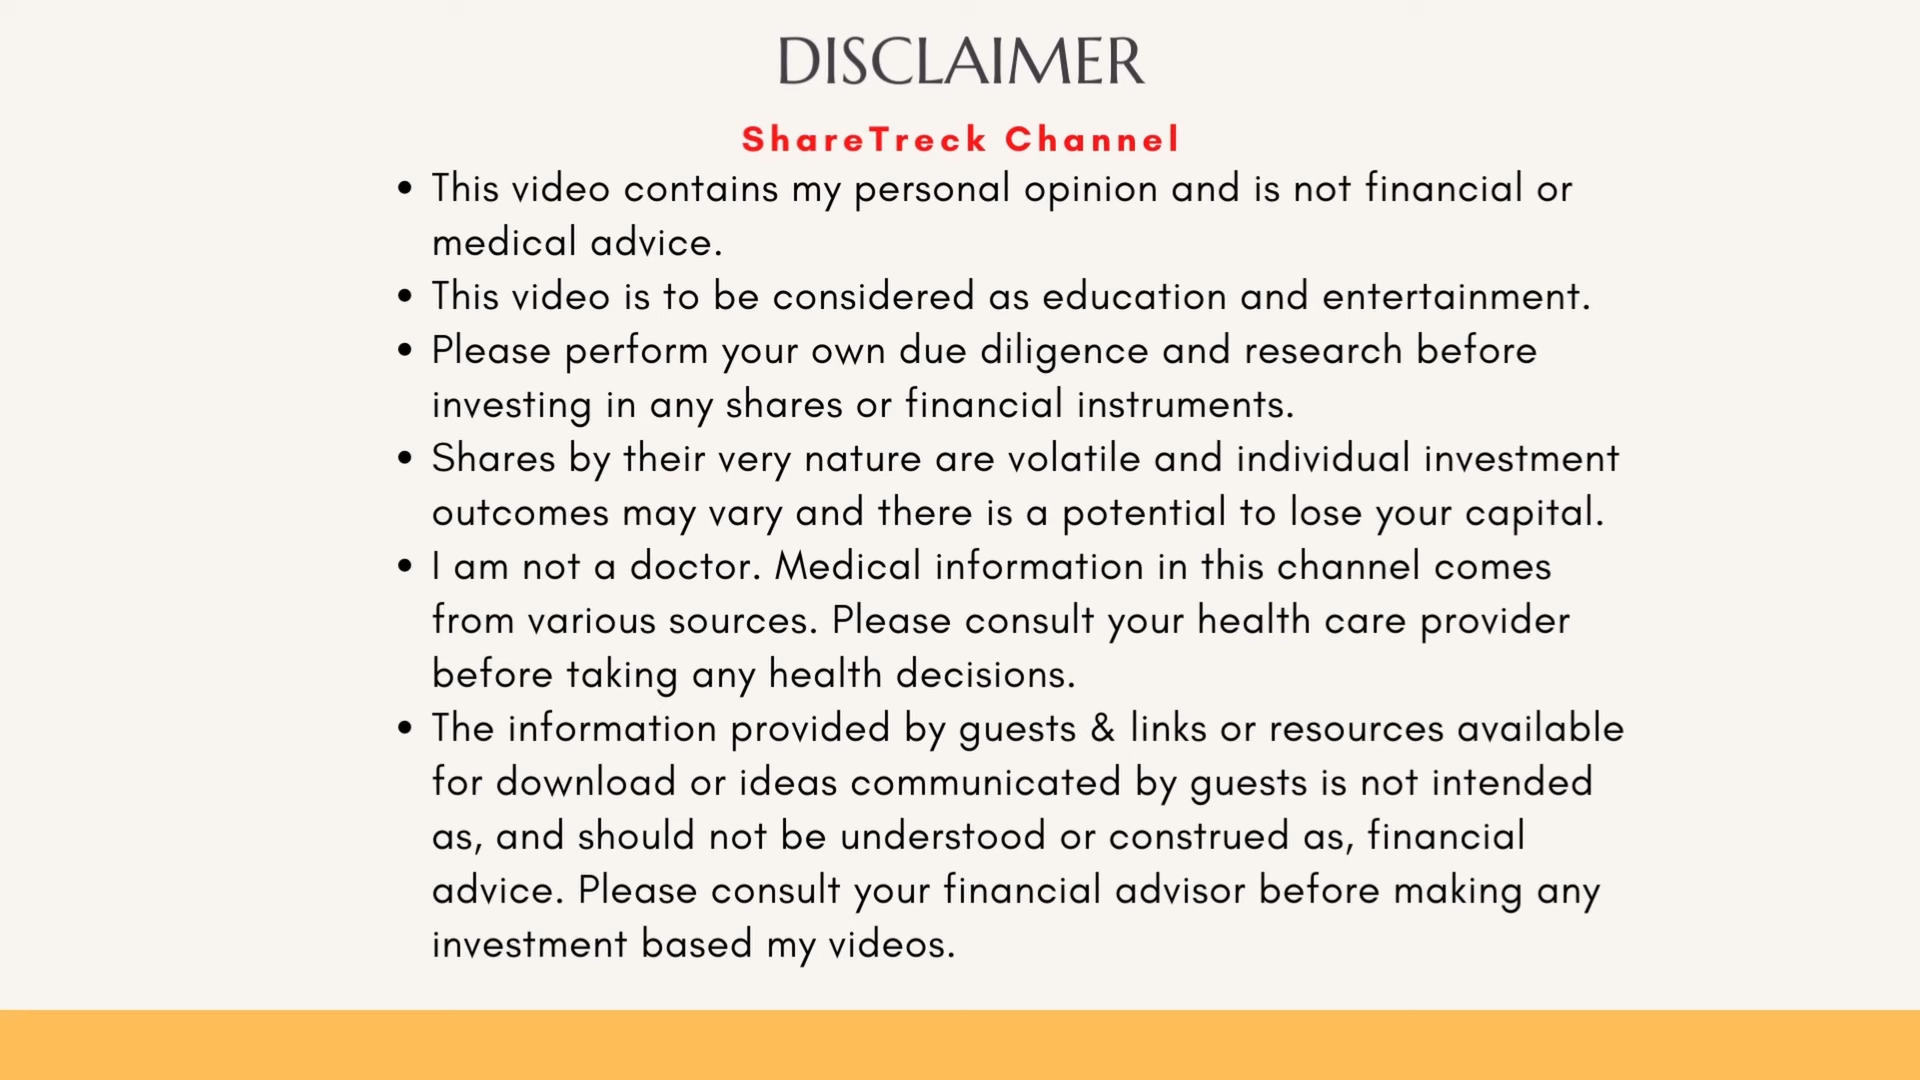 DISCLAIMER
ShareTreck Channel
• This video contains my personal opinion and is not financial or
medical advice.
• This video is to be considered as education and entertainment.
• Please perform your own due diligence and research before
investing in any shares or financial instruments.
• Shares by their very nature are volatile and individual investment
outcomes may vary and there is a potential to lose your capital.
• I am not a doctor. Medical information in this channel comes
from various sources. Please consult your health care provider
before taking any health decisions.
• The information provided by guests & links or resources available
for download or ideas communicated by guests is not intended
as, and should not be understood or construed as, financial
advice. Please consult your financial advisor before making any
investment based my videos.